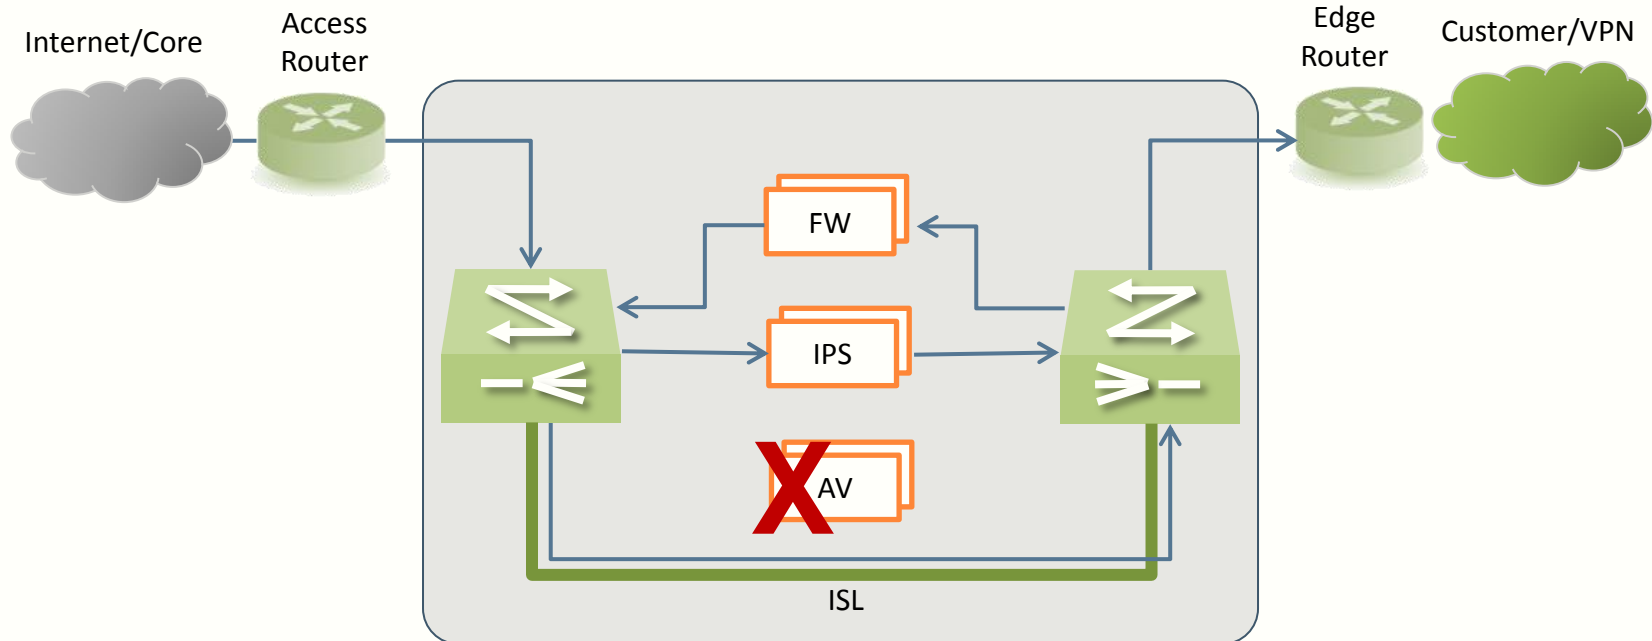 Internet/Core
Access
Router
Edge
Router
Customer/VPN
FW
IPS
AV
ISL